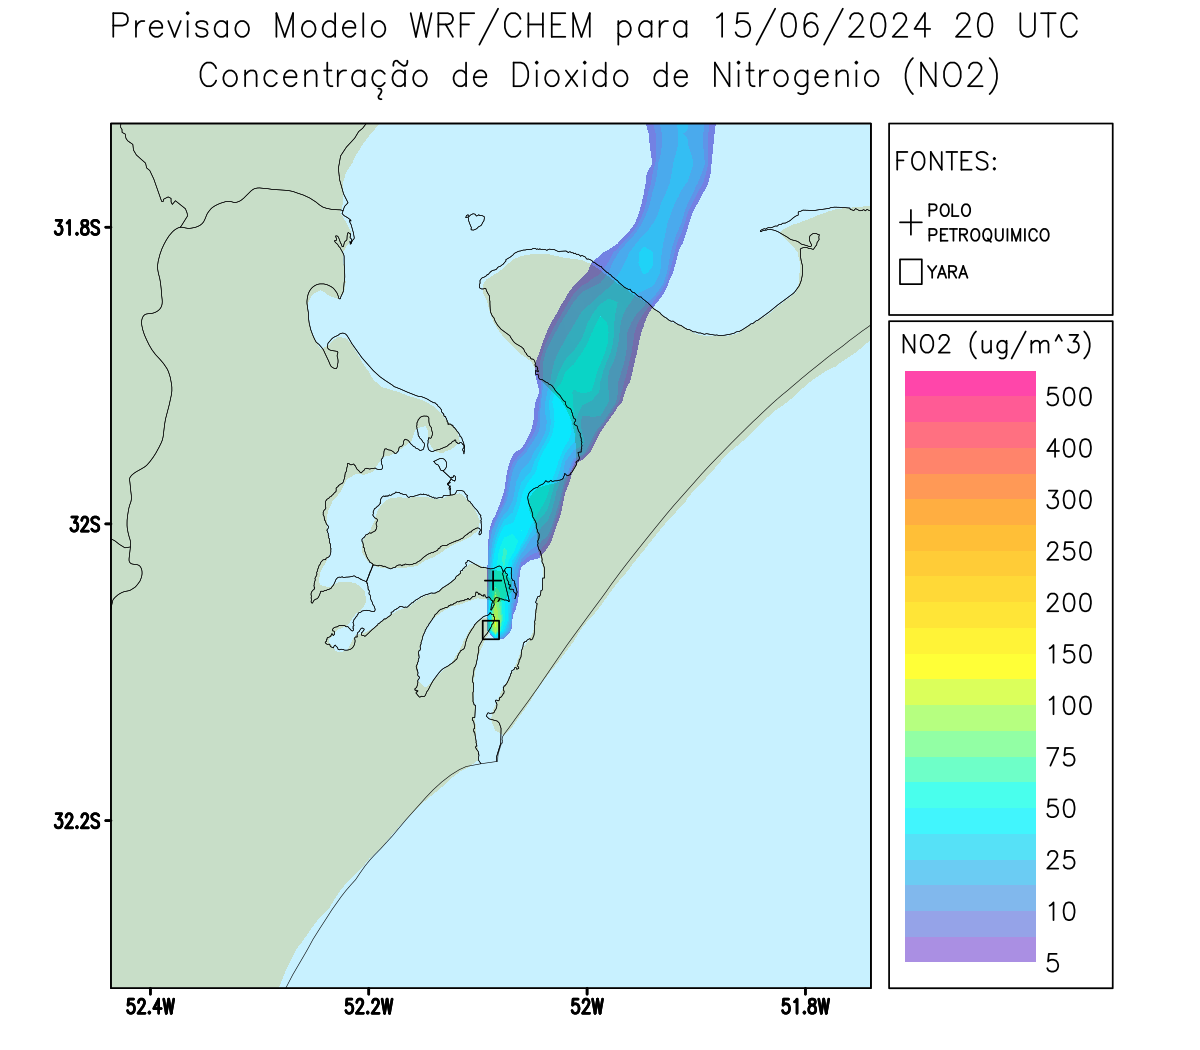 Previsao Modelo WRF/CHEM para 15/06/2024 20 UTC
Concentração de Dioxido de Nitrogenio (NO2)
FONTES:
POLO
PETROQUIMICO
YARA
NO2 (ug/m^3)
500
400
300
250
200
150
100
75
50
25
10
5
31.8S
32S
32.2S
52.4W
52.2W
52W
51.8W